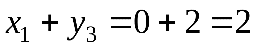 x₁ + y₃ = 0 + 2 = 2